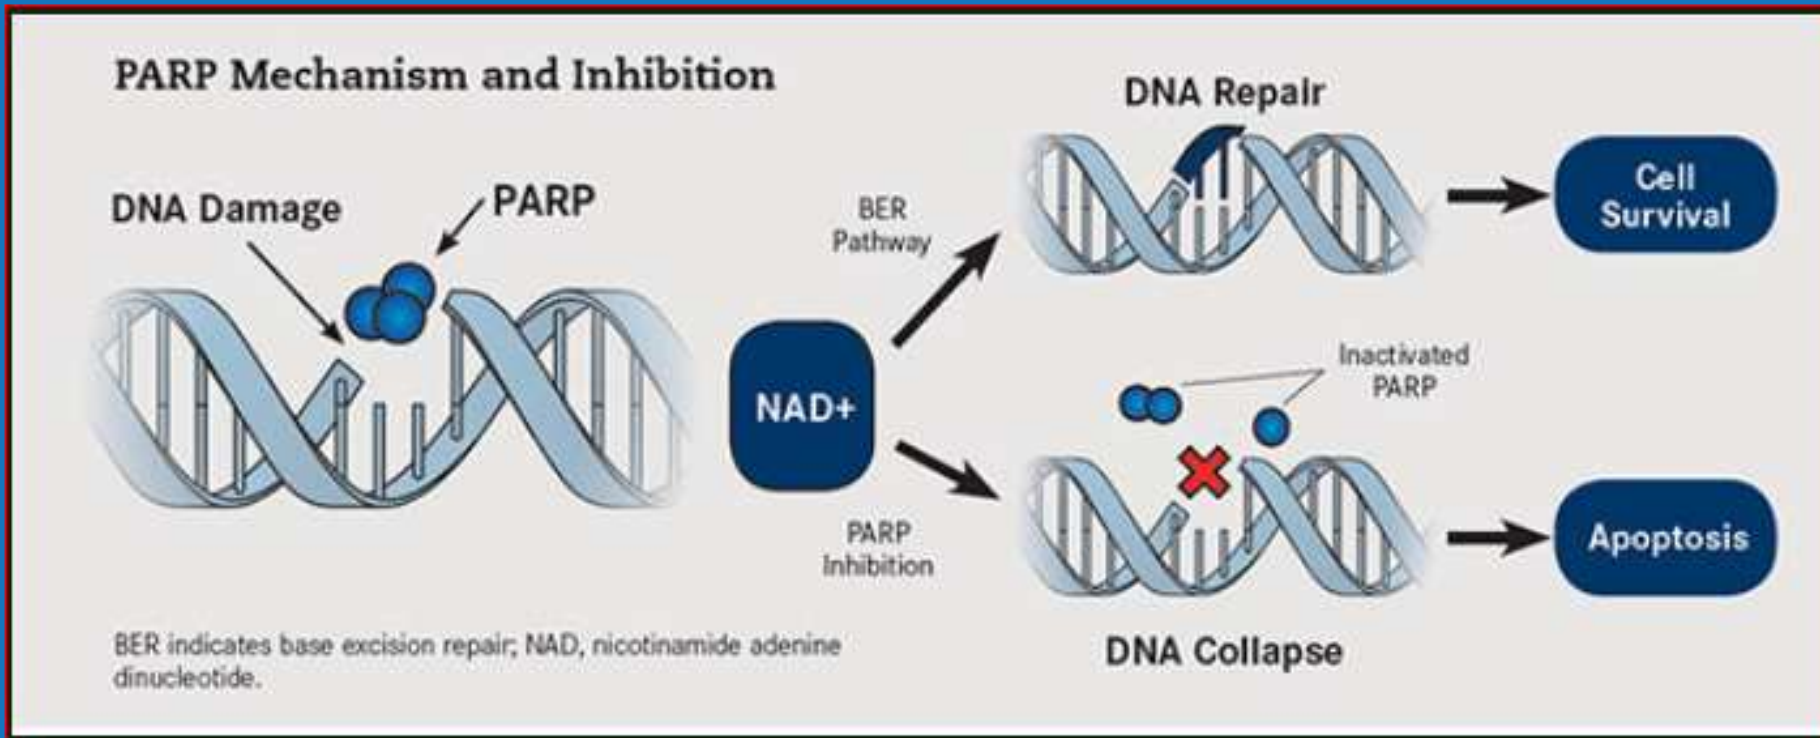 PARP Mechanism and Inhibition
DNA Damage
PARP
NAD+
BER
Pathway
DNA Repair
Cell
Survival
PARP
Inhibition
Inactivated
PARP
DNA Collapse
Apoptosis
BER indicates base excision repair; NAD, nicotinamide adenine
dinucleotide.